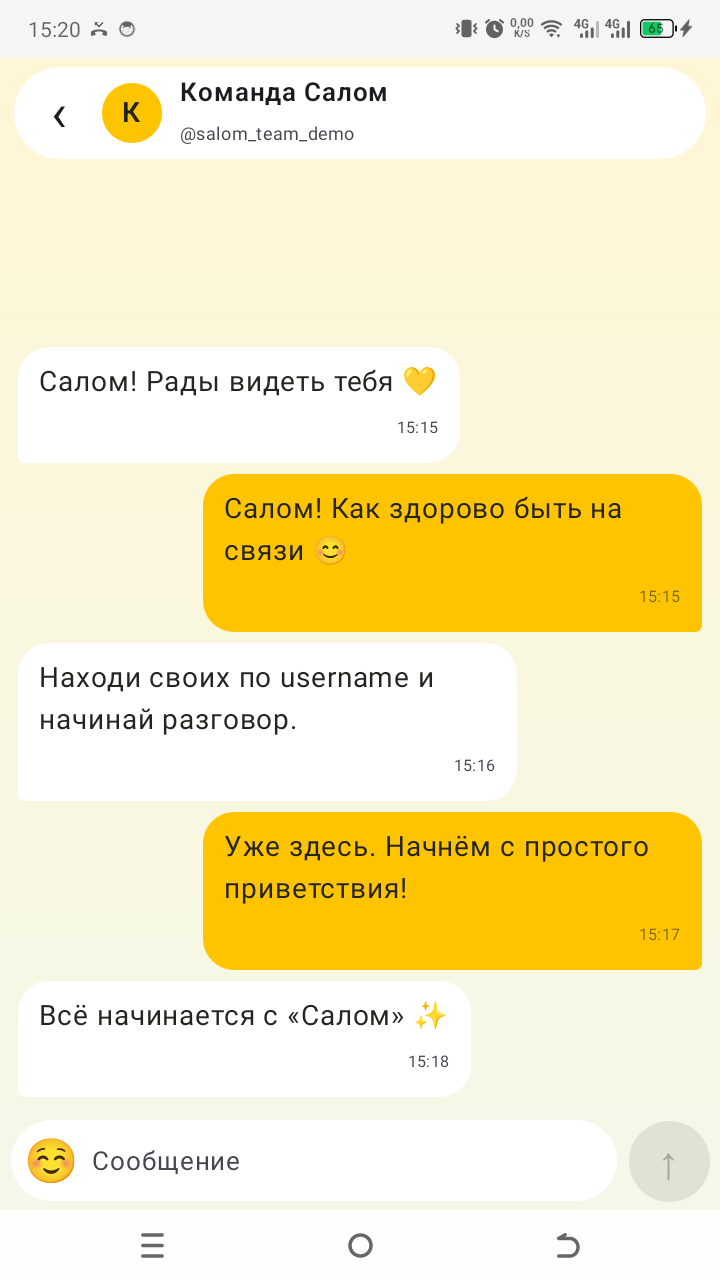 15:20
0,00
K/S
4G
4G
65
К
Команда Салом
@salom_team_demo
Салом! Рады видеть тебя 💛
15:15
Салом! Как здорово быть на
связи 😊
15:15
Находи своих по username и
начинай разговор.
15:16
Уже здесь. Начнём с простого
приветствия!
15:17
Всё начинается с «Салом» ✨
15:18
Сообщение